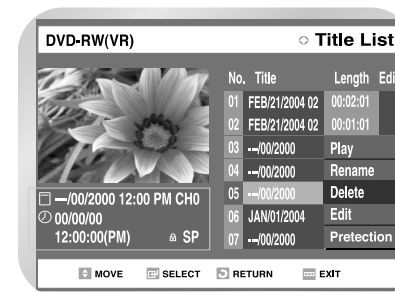 DVD-RW(VR) Title List
No. Title Length Edi
01 FEB/21/2004 02 00:02:01
02 FEB/21/2004 02 00:01:01
03 --/00/2000 Play
04 --/00/2000 Rename
05 --/00/2000 Delete
06 JAN/01/2004 Edit
07 --/00/2000 Pretection
—/00/2000 12:00 PM CH0
00/00/00
12:00:00(PM) SP
MOVE SELECT RETURN EXIT